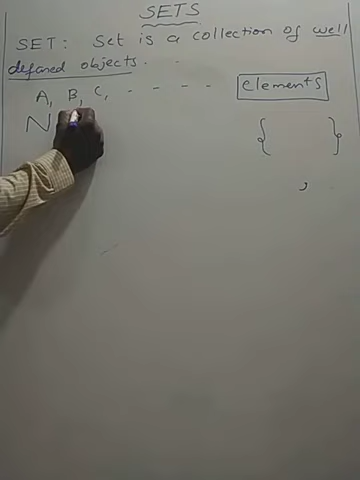 SETS
SET: Set is a collection of well
defined objects.
A, B, C, - - - - elements
N { }
,